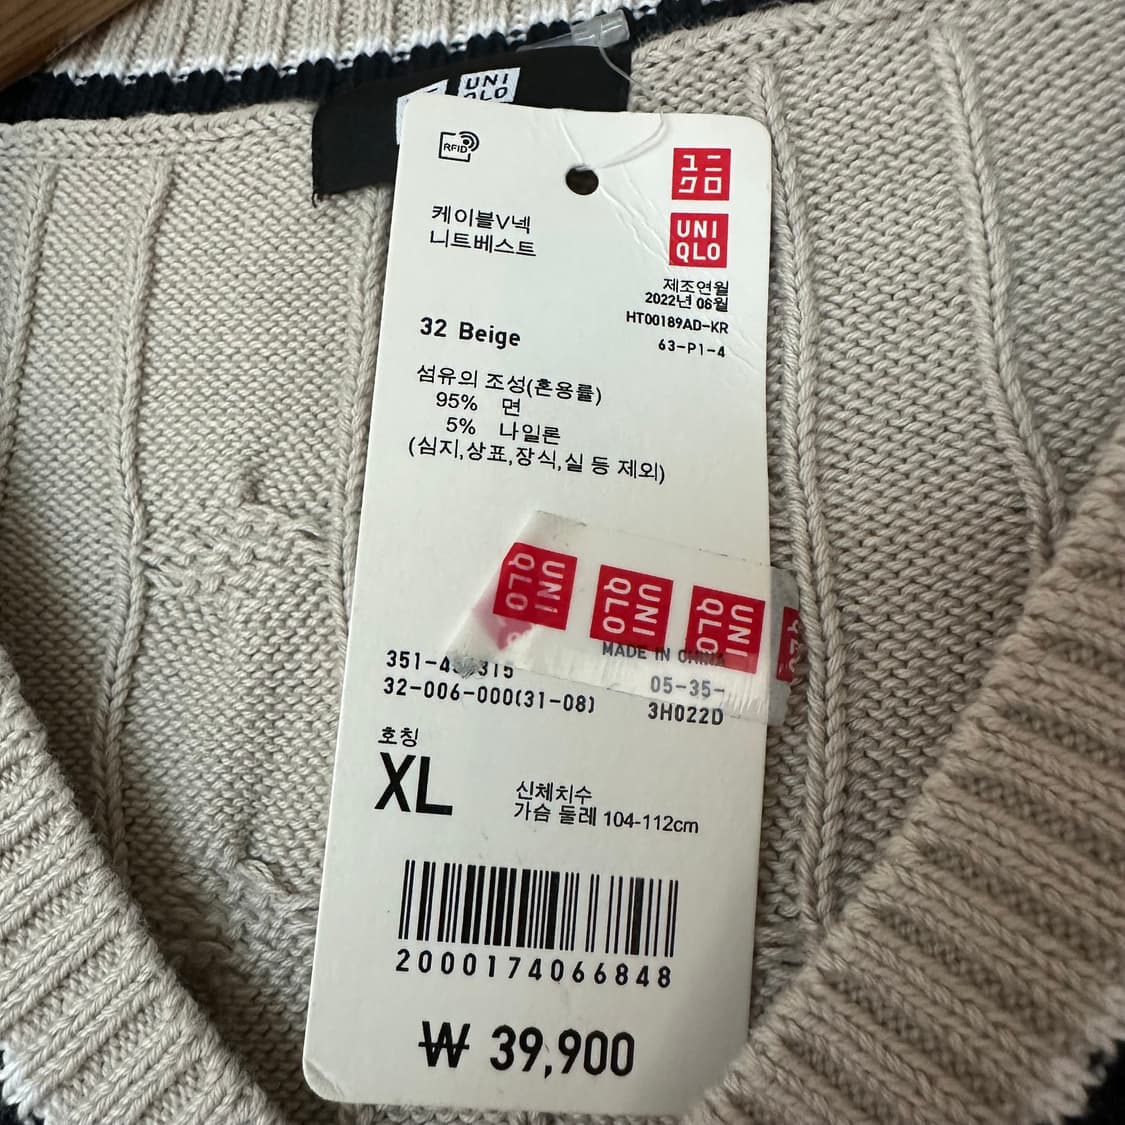 UNI
QLO
RFID
ユニ
クロ
UNI
QLO
케이블V넥
니트베스트
제조연월
2022년 06월
HT00189AD-KR
63-P1-4
32 Beige
섬유의 조성(혼용률)
95% 면
5% 나일론
(심지,상표,장식,실 등 제외)
UNI
QLO
UNI
QLO
UNI
QLO
MADE IN CHINA
315
05-35-
32-006-000(31-08)
3H022D
호칭
XL
신체치수
가슴 둘레 104-112cm
2000174066848
₩ 39,900